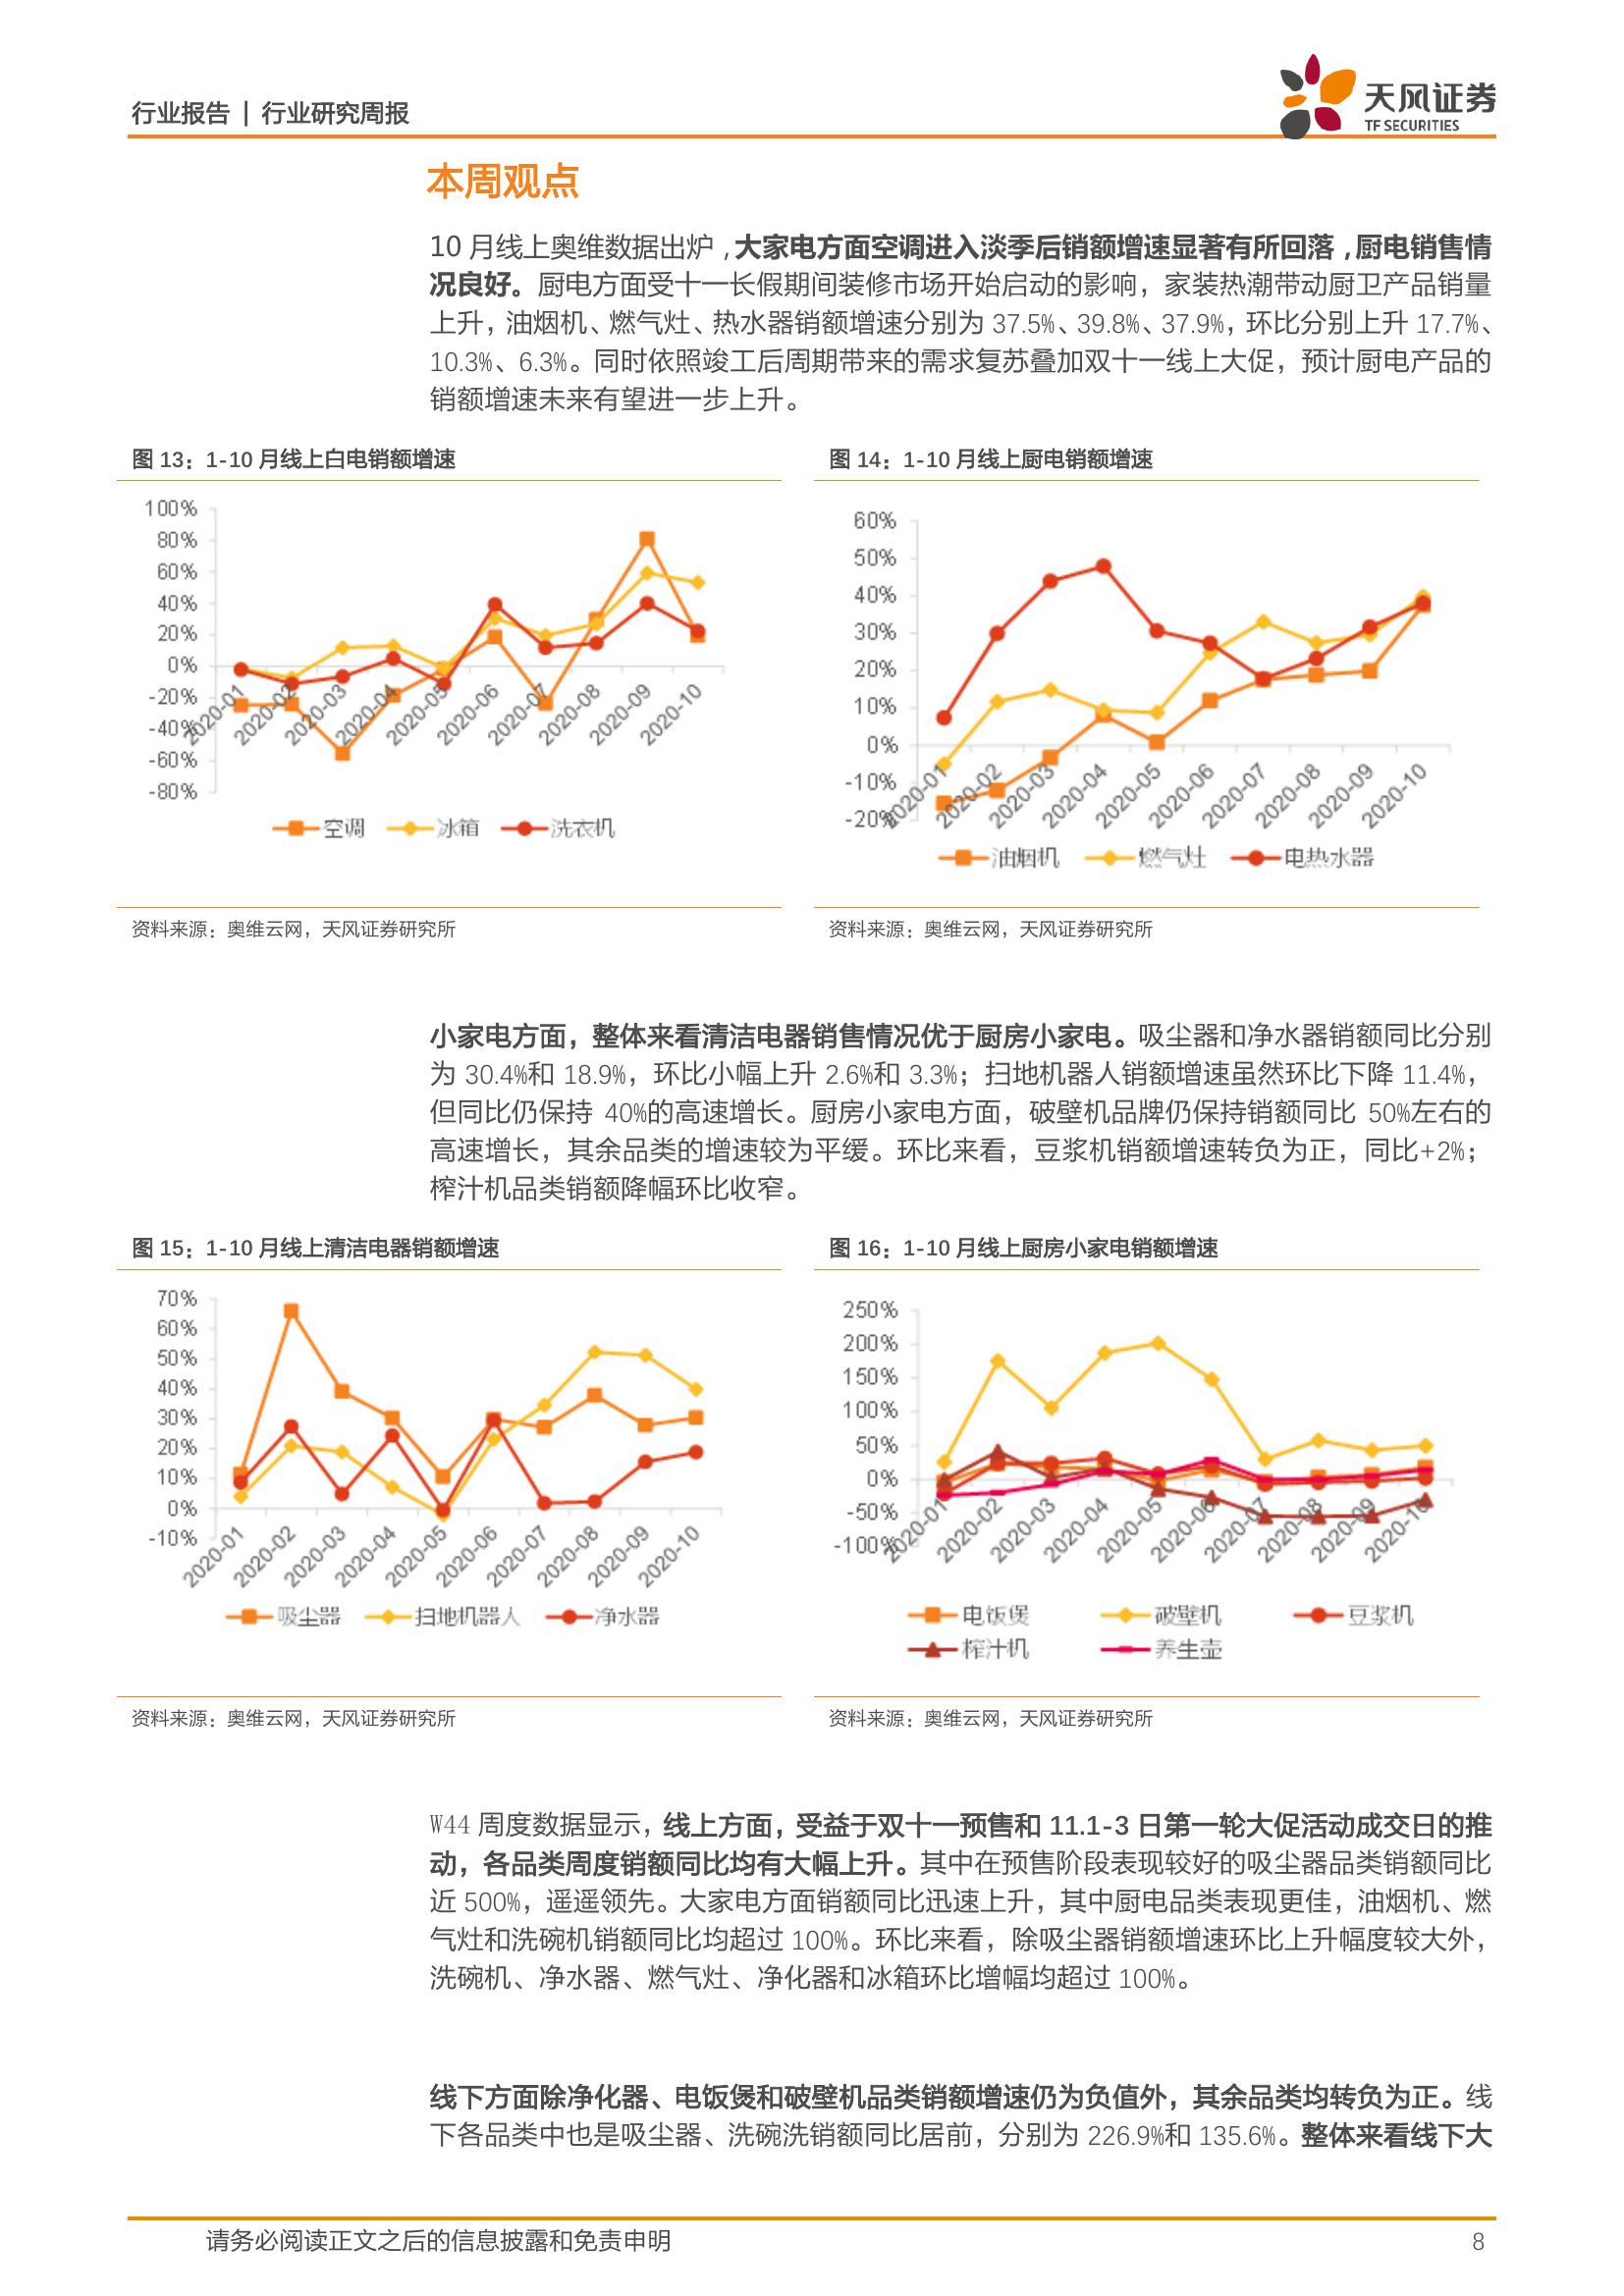 行业报告 | 行业研究周报
天风证券
TF SECURITIES
本周观点
10 月线上奥维数据出炉，大家电方面空调进入淡季后销额增速显著有所回落，厨电销售情
况良好。厨电方面受十一长假期间装修市场开始启动的影响，家装热潮带动厨卫产品销量
上升，油烟机、燃气灶、热水器销额增速分别为 37.5%、39.8%、37.9%，环比分别上升 17.7%、
10.3%、6.3%。同时依照竣工后周期带来的需求复苏叠加双十一线上大促，预计厨电产品的
销额增速未来有望进一步上升。
图 13：1-10 月线上白电销额增速
100%
80%
60%
40%
20%
0%
-20%
-40%
-60%
-80%
2020-01
2020-02
2020-03
2020-04
2020-05
2020-06
2020-07
2020-08
2020-09
2020-10
空调 冰箱 洗衣机
资料来源：奥维云网，天风证券研究所
图 14：1-10 月线上厨电销额增速
60%
50%
40%
30%
20%
10%
0%
-10%
-20%
2020-01
2020-02
2020-03
2020-04
2020-05
2020-06
2020-07
2020-08
2020-09
2020-10
油烟机 燃气灶 电热水器
资料来源：奥维云网，天风证券研究所
小家电方面，整体来看清洁电器销售情况优于厨房小家电。吸尘器和净水器销额同比分别
为 30.4%和 18.9%，环比小幅上升 2.6%和 3.3%；扫地机器人销额增速虽然环比下降 11.4%，
但同比仍保持 40%的高速增长。厨房小家电方面，破壁机品牌仍保持销额同比 50%左右的
高速增长，其余品类的增速较为平缓。环比来看，豆浆机销额增速转负为正，同比+2%；
榨汁机品类销额降幅环比收窄。
图 15：1-10 月线上清洁电器销额增速
70%
60%
50%
40%
30%
20%
10%
0%
-10%
2020-01
2020-02
2020-03
2020-04
2020-05
2020-06
2020-07
2020-08
2020-09
2020-10
吸尘器 扫地机器人 净水器
资料来源：奥维云网，天风证券研究所
图 16：1-10 月线上厨房小家电销额增速
250%
200%
150%
100%
50%
0%
-50%
-100%
2020-01
2020-02
2020-03
2020-04
2020-05
2020-06
2020-07
2020-08
2020-09
2020-10
电饭煲 破壁机 豆浆机
榨汁机 养生壶
资料来源：奥维云网，天风证券研究所
W44 周度数据显示，线上方面，受益于双十一预售和 11.1-3 日第一轮大促活动成交日的推
动，各品类周度销额同比均有大幅上升。其中在预售阶段表现较好的吸尘器品类销额同比
近 500%，遥遥领先。大家电方面销额同比迅速上升，其中厨电品类表现更佳，油烟机、燃
气灶和洗碗机销额同比均超过 100%。环比来看，除吸尘器销额增速环比上升幅度较大外，
洗碗机、净水器、燃气灶、净化器和冰箱环比增幅均超过 100%。
线下方面除净化器、电饭煲和破壁机品类销额增速仍为负值外，其余品类均转负为正。线
下各品类中也是吸尘器、洗碗洗销额同比居前，分别为 226.9%和 135.6%。整体来看线下大
请务必阅读正文之后的信息披露和免责申明
8